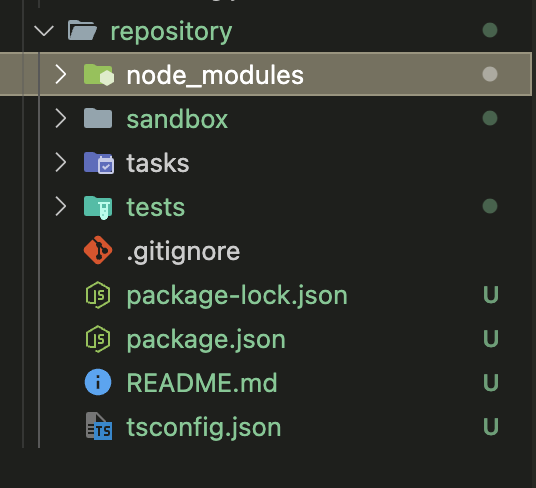 repository
node_modules
sandbox
tasks
tests
.gitignore
package-lock.json U
package.json U
README.md U
tsconfig.json U